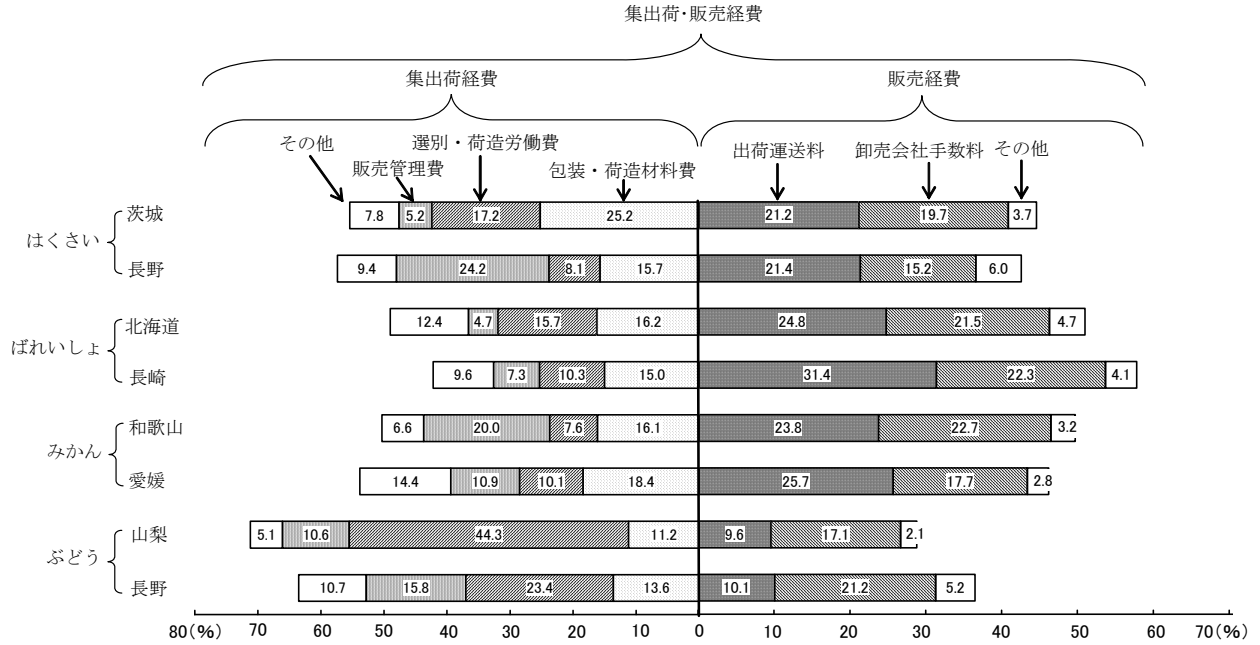 集出荷・販売経費
集出荷経費
販売経費
その他
販売管理費
選別・荷造労働費
包装・荷造材料費
出荷運送料
卸売会社手数料
その他
はくさい
茨城
7.8 5.2 17.2 25.2 21.2 19.7 3.7
長野
9.4 24.2 8.1 15.7 21.4 15.2 6.0
ばれいしょ
北海道
12.4 4.7 15.7 16.2 24.8 21.5 4.7
長崎
9.6 7.3 10.3 15.0 31.4 22.3 4.1
みかん
和歌山
6.6 20.0 7.6 16.1 23.8 22.7 3.2
愛媛
14.4 10.9 10.1 18.4 25.7 17.7 2.8
ぶどう
山梨
5.1 10.6 44.3 11.2 9.6 17.1 2.1
長野
10.7 15.8 23.4 13.6 10.1 21.2 5.2
80(%) 70 60 50 40 30 20 10 0 10 20 30 40 50 60 70(%)